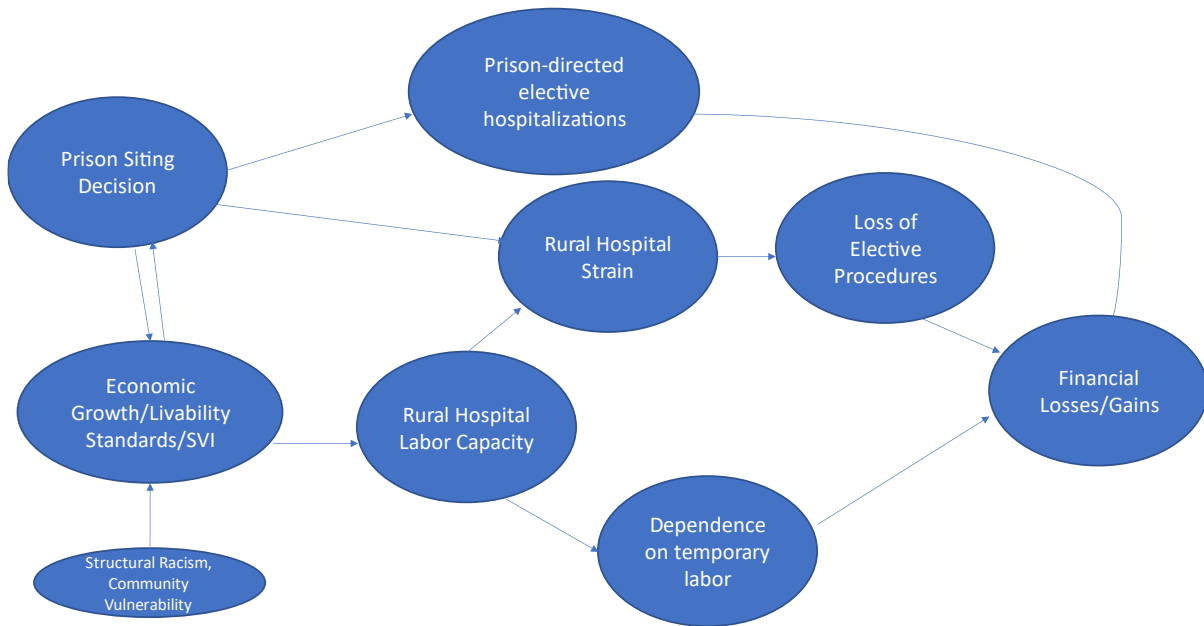 Prison-directed
elective
hospitalizations
Prison Siting
Decision
Rural Hospital
Strain
Loss of
Elective
Procedures
Economic
Growth/Livability
Standards/SVI
Rural Hospital
Labor Capacity
Financial
Losses/Gains
Dependence
on temporary
labor
Structural Racism,
Community
Vulnerability